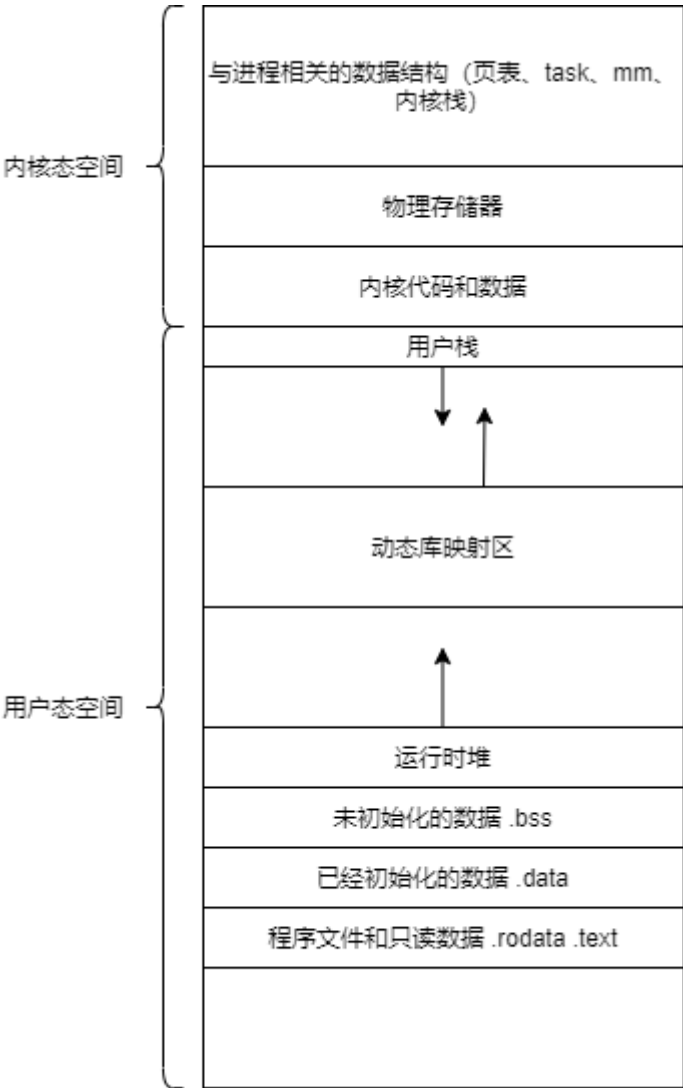 与进程相关的数据结构（页表、task、mm、
内核栈）
内核态空间
物理存储器
内核代码和数据
用户栈
动态库映射区
用户态空间
运行时堆
未初始化的数据 .bss
已经初始化的数据 .data
程序文件和只读数据 .rodata .text